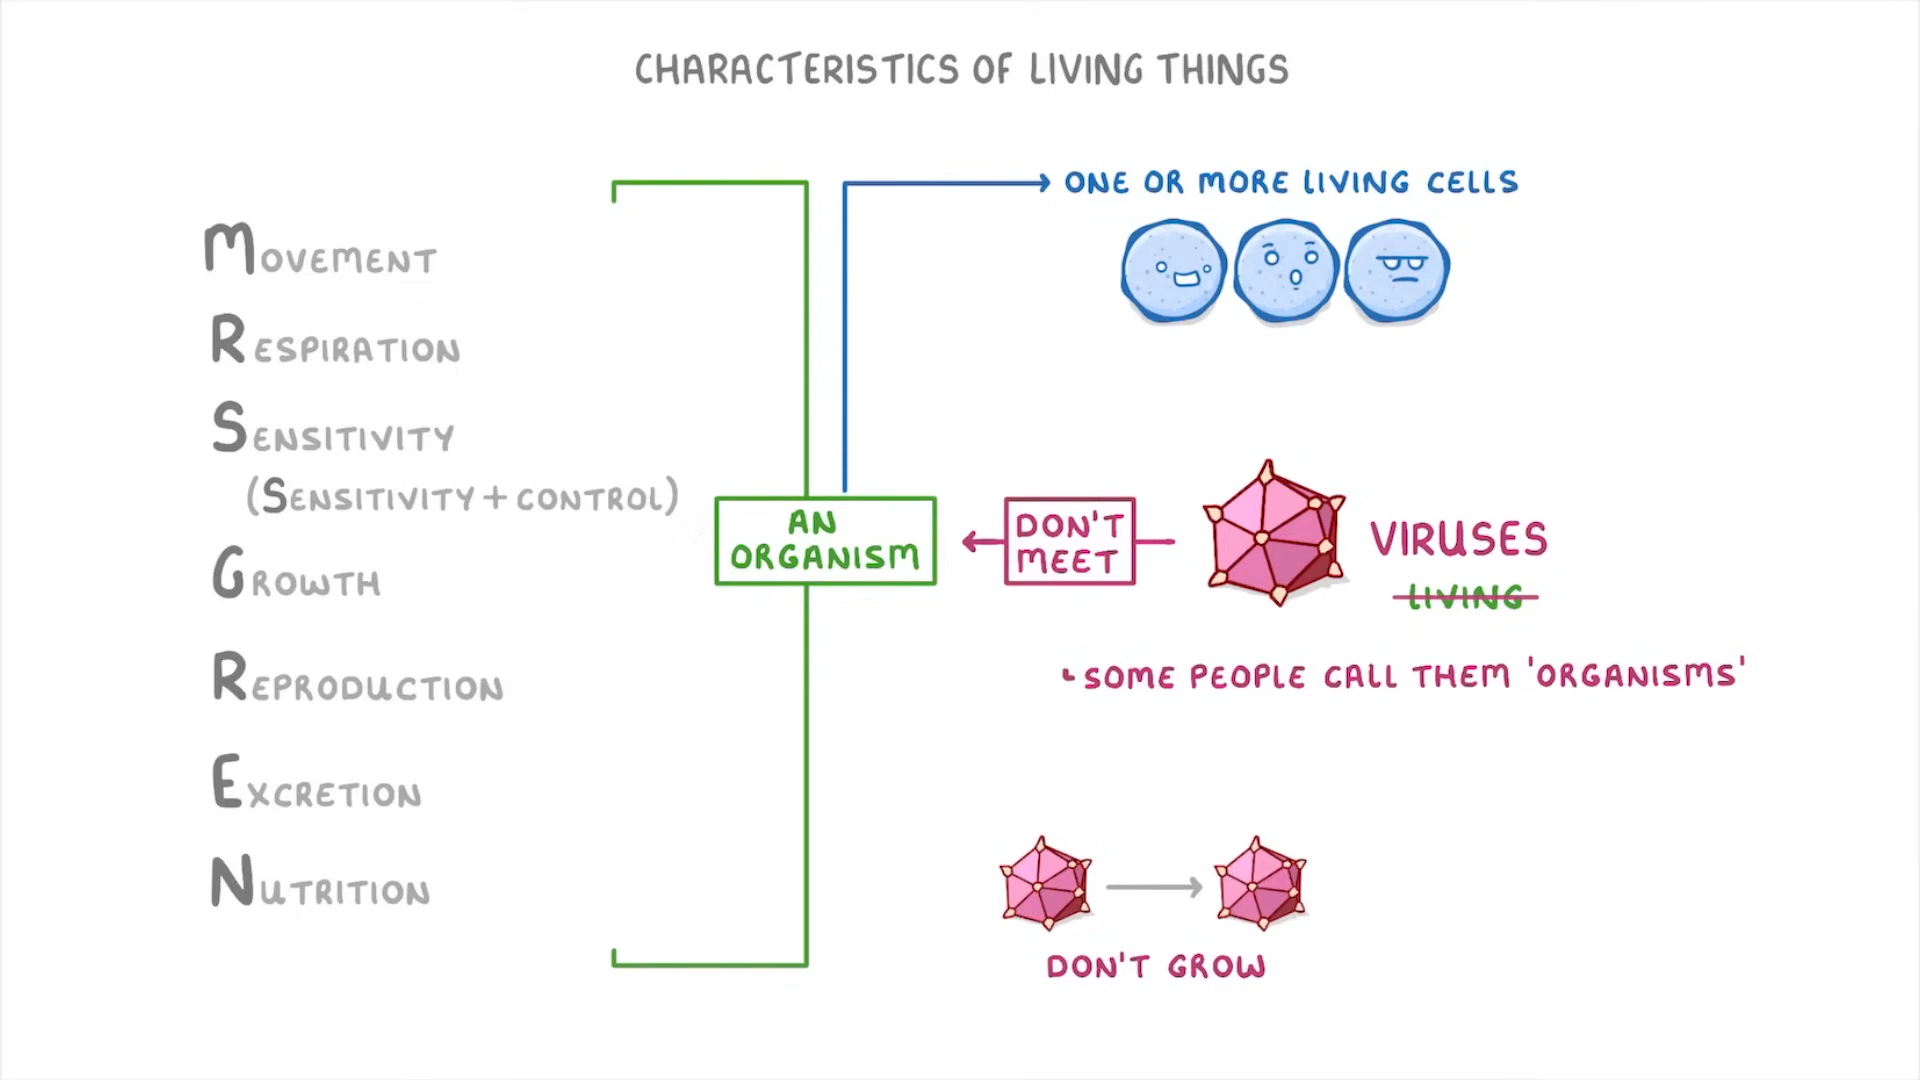 CHARACTERISTICS OF LIVING THINGS
MOVEMENT
RESPIRATION
SENSITIVITY
(SENSITIVITY + CONTROL)
GROWTH
REPRODUCTION
EXCRETION
NUTRITION
AN
ORGANISM
ONE OR MORE LIVING CELLS
DON'T
MEET
VIRUSES
LIVING
SOME PEOPLE CALL THEM 'ORGANISMS'
DON'T GROW